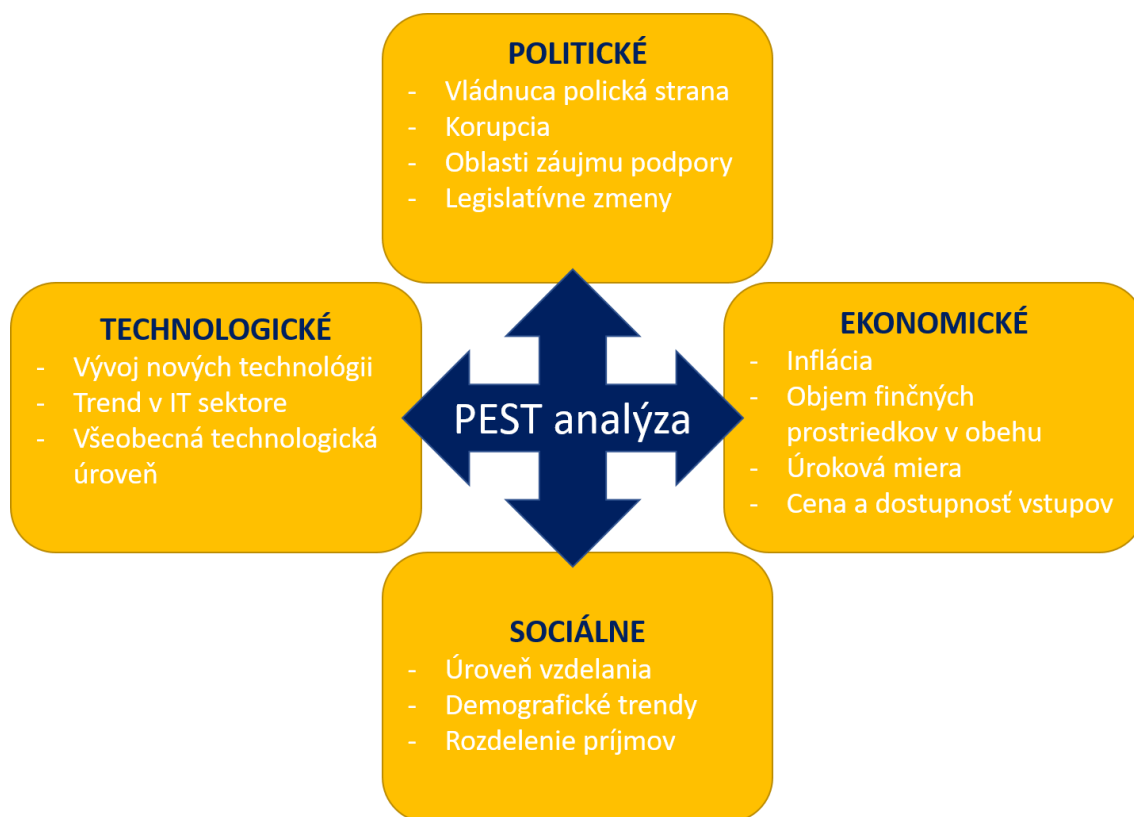 POLITICKÉ
- Vládnuca polická strana
- Korupcia
- Oblasti záujmu podpory
- Legislatívne zmeny
TECHNOLOGICKÉ
- Vývoj nových technológii
- Trend v IT sektore
- Všeobecná technologická
úroveň
PEST analýza
EKONOMICKÉ
- Inflácia
- Objem finčných
prostriedkov v obehu
- Úroková miera
- Cena a dostupnosť vstupov
SOCIÁLNE
- Úroveň vzdelania
- Demografické trendy
- Rozdelenie príjmov